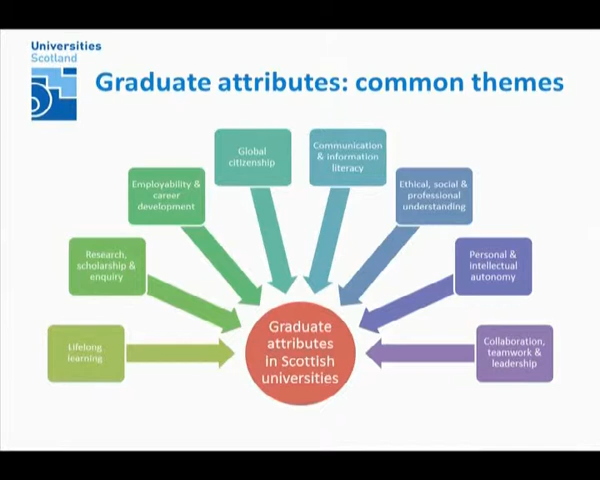 Universities
Scotland
Graduate attributes: common themes
Global
citizenship
Communication
& information
literacy
Employability &
career
development
Ethical, social &
professional
understanding
Research,
scholarship &
enquiry
Personal &
intellectual
autonomy
Lifelong
learning
Graduate
attributes
in Scottish
universities
Collaboration,
teamwork &
leadership